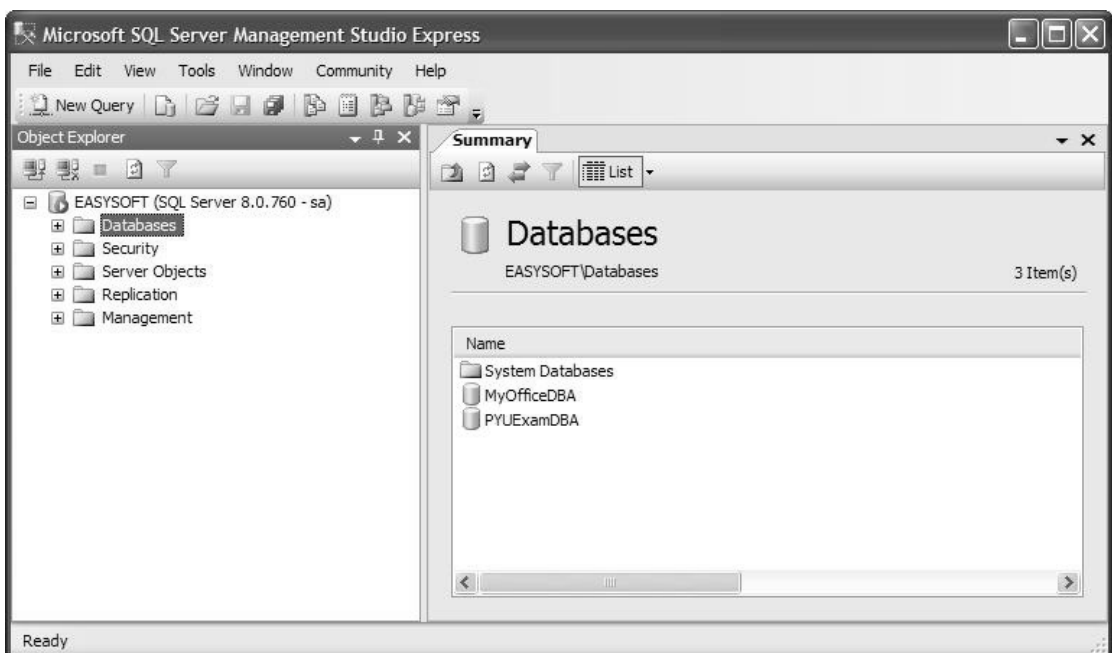 Microsoft SQL Server Management Studio Express
File Edit View Tools Window Community Help
New Query
Object Explorer
EASYSOFT (SQL Server 8.0.760 - sa)
Databases
Security
Server Objects
Replication
Management
Summary
List
Databases
EASYSOFT\Databases
3 Item(s)
Name
System Databases
MyOfficeDBA
PYUExamDBA
Ready